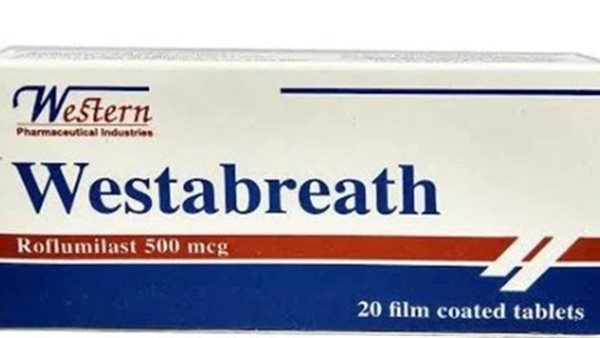 Western
Pharmaceutical Industries
Westabreath
Roflumilast 500 mcg
20 film coated tablets